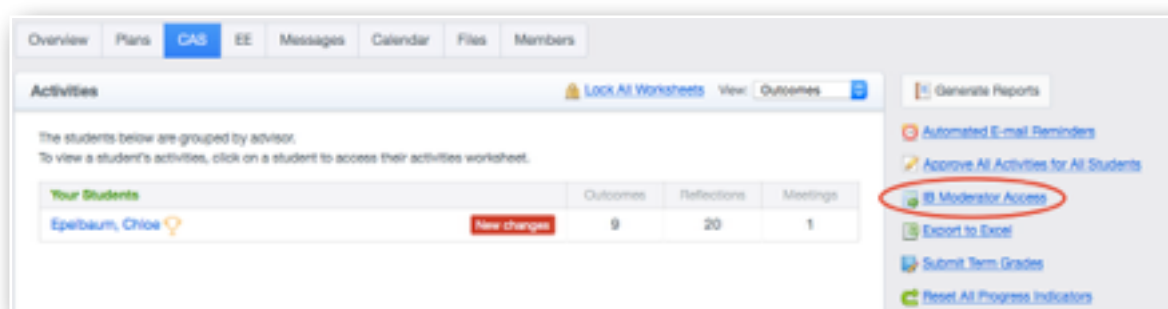 Overview Plans CAS EE Messages Calendar Files Members
Activities Lock All Worksheets View: Outcomes
Generate Reports
The students below are grouped by advisor.
To view a student's activities, click on a student to access their activities worksheet.
Your Students Outcomes Reflections Meetings
Epelbaum, Chloe New changes 9 20 1
Automated E-mail Reminders
Approve All Activities for All Students
IB Moderator Access
Export to Excel
Submit Term Grades
Reset All Progress Indicators